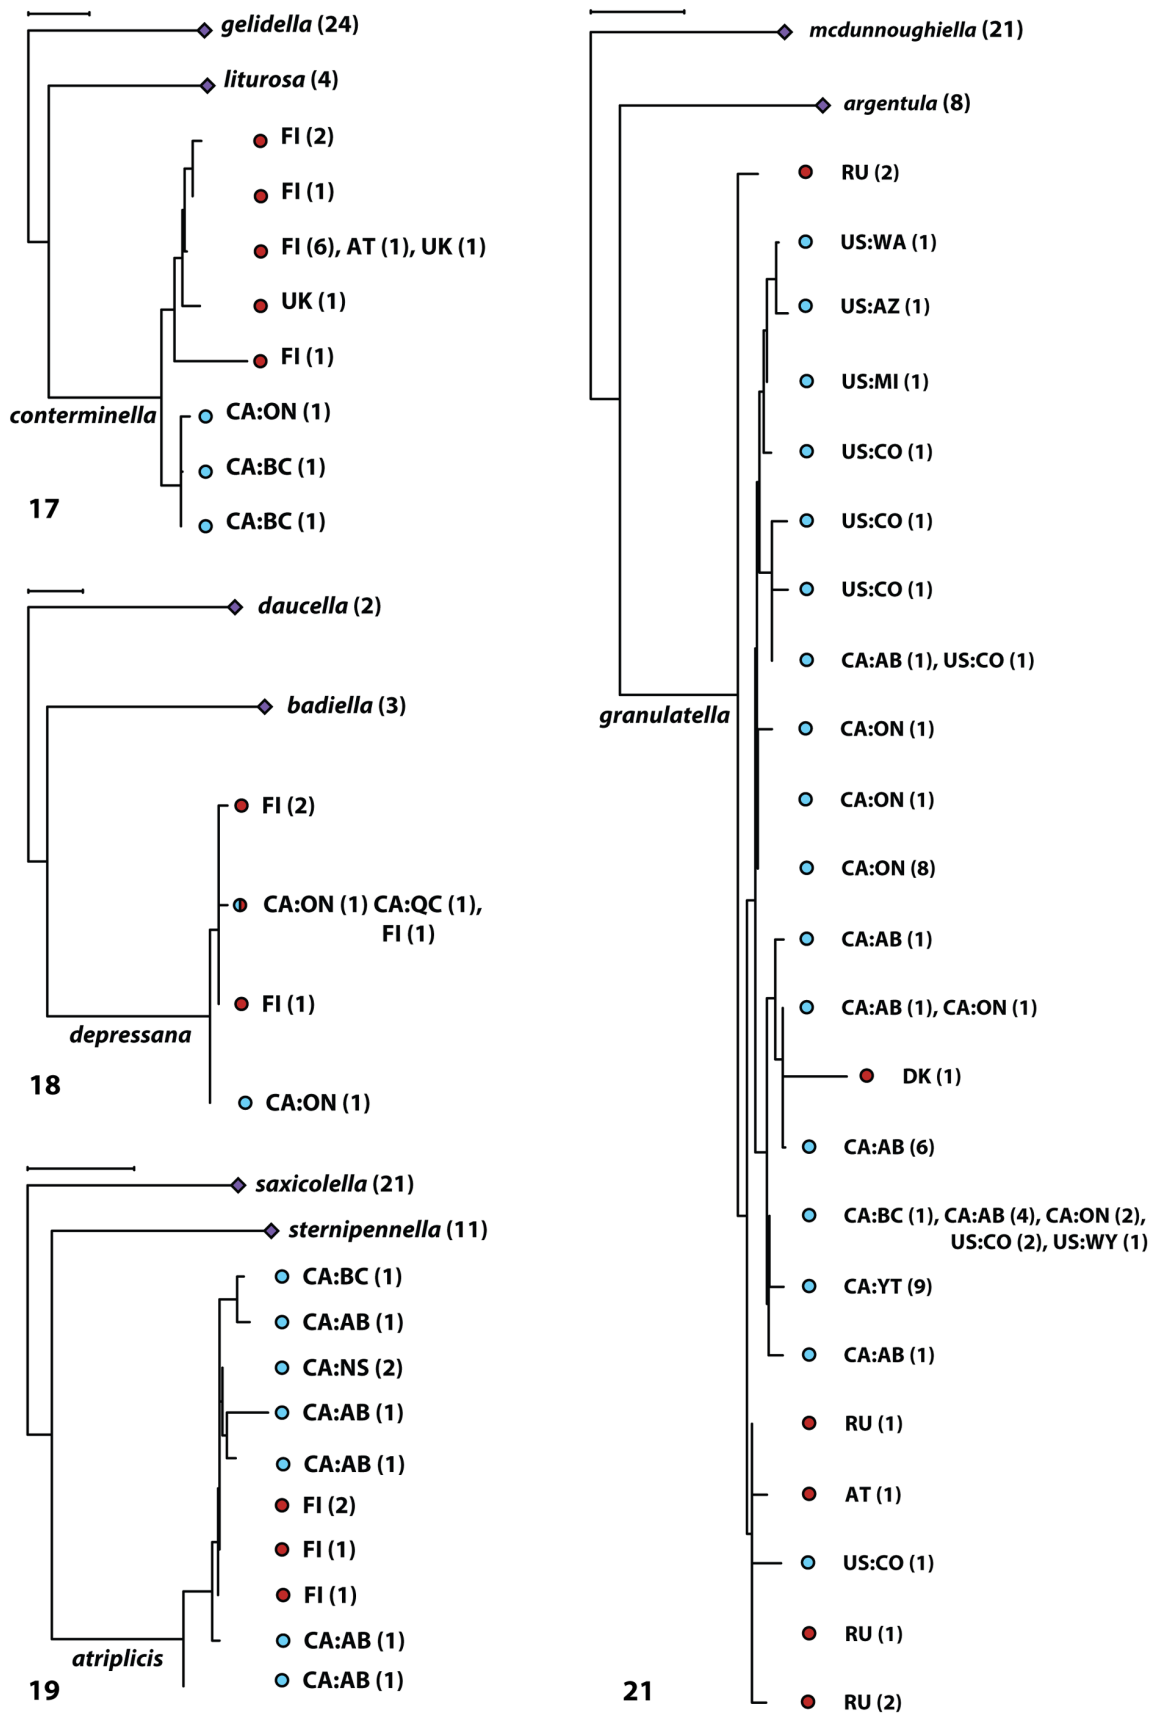 gelidella (24)
liturosa (4)
FI (2)
FI (1)
FI (6), AT (1), UK (1)
UK (1)
FI (1)
CA:ON (1)
conterminella
CA:BC (1)
CA:BC (1)
17
daucella (2)
badiella (3)
FI (2)
CA:ON (1) CA:QC (1),
FI (1)
FI (1)
depressana
CA:ON (1)
18
saxicolella (21)
sternipennella (11)
CA:BC (1)
CA:AB (1)
CA:NS (2)
CA:AB (1)
CA:AB (1)
FI (2)
FI (1)
FI (1)
CA:AB (1)
atriplicis
CA:AB (1)
19
mcdunnoughiella (21)
argentula (8)
RU (2)
US:WA (1)
US:AZ (1)
US:MI (1)
US:CO (1)
US:CO (1)
US:CO (1)
CA:AB (1), US:CO (1)
granulatella
CA:ON (1)
CA:ON (1)
CA:ON (8)
CA:AB (1)
CA:AB (1), CA:ON (1)
DK (1)
CA:AB (6)
CA:BC (1), CA:AB (4), CA:ON (2),
US:CO (2), US:WY (1)
CA:YT (9)
CA:AB (1)
RU (1)
AT (1)
US:CO (1)
RU (1)
RU (2)
21